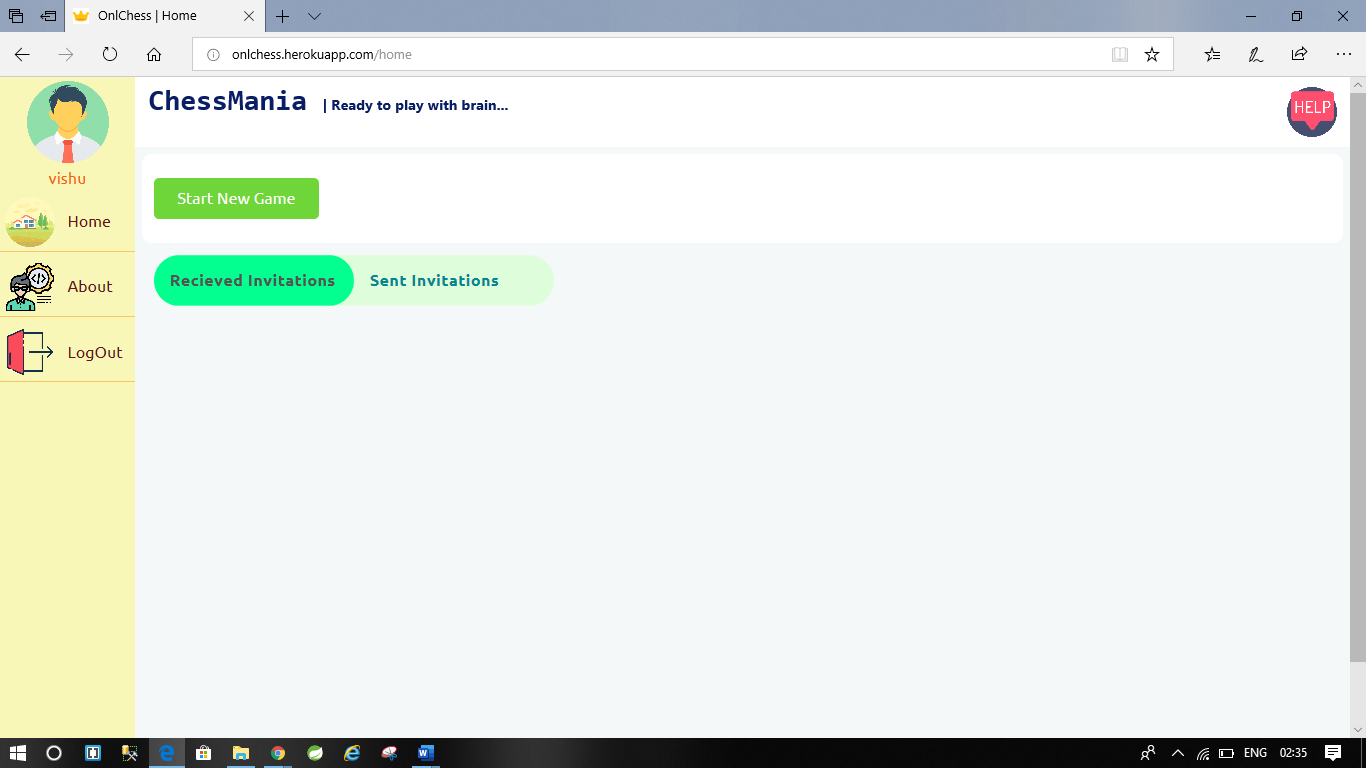 OnlChess | Home
onlchess.herokuapp.com/home
ChessMania | Ready to play with brain...
HELP
vishu
Home
About
LogOut
Start New Game
Recieved Invitations
Sent Invitations
ENG
02:35